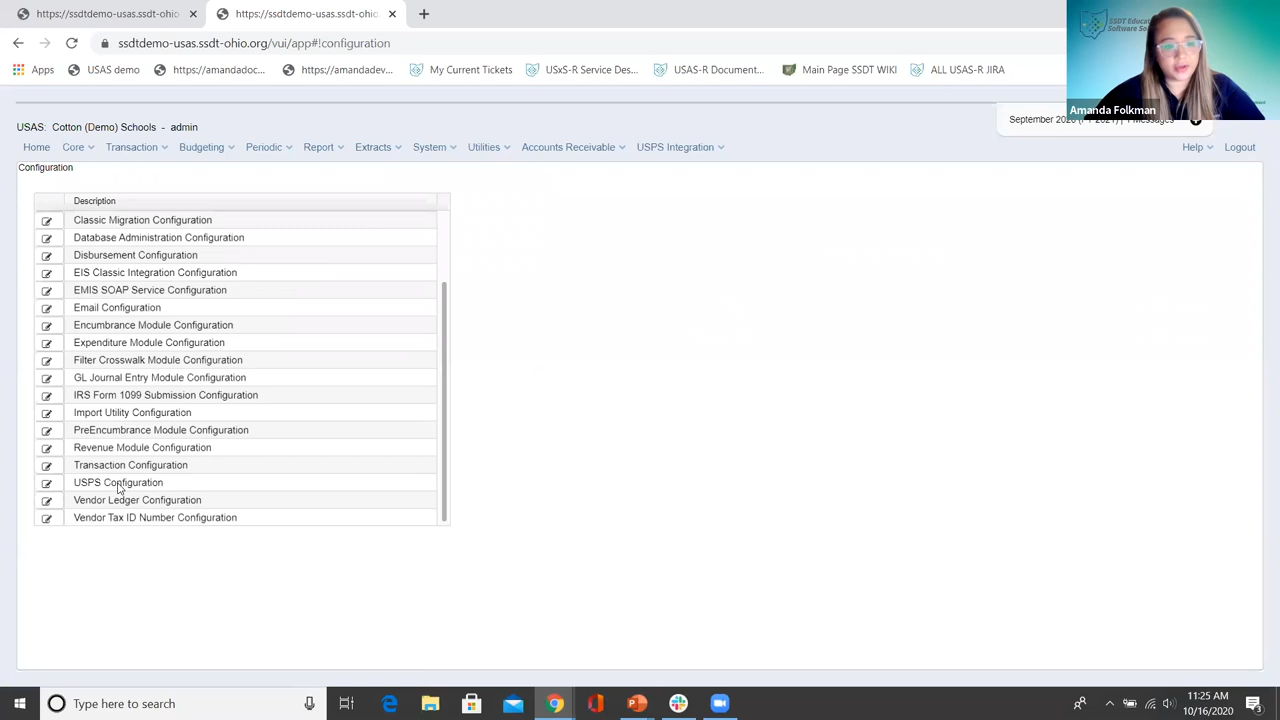 https://ssdtdemo-usas.ssdt-ohio
https://ssdtdemo-usas.ssdt-ohio.
ssdtdemo-usas.ssdt-ohio.org/vui/app#!configuration
Apps
USAS demo
https://amandadoc...
https://amandadev...
My Current Tickets
USxS-R Service Des...
USAS-R Document...
Main Page SSDT WIKI
ALL USAS-R JIRA
Amanda Folkman
USAS: Cotton (Demo) Schools - admin
Home Core Transaction Budgeting Periodic Report Extracts System Utilities Accounts Receivable USPS Integration Help Logout
Configuration
Description
Classic Migration Configuration
Database Administration Configuration
Disbursement Configuration
EIS Classic Integration Configuration
EMIS SOAP Service Configuration
Email Configuration
Encumbrance Module Configuration
Expenditure Module Configuration
Filter Crosswalk Module Configuration
GL Journal Entry Module Configuration
IRS Form 1099 Submission Configuration
Import Utility Configuration
PreEncumbrance Module Configuration
Revenue Module Configuration
Transaction Configuration
USPS Configuration
Vendor Ledger Configuration
Vendor Tax ID Number Configuration
Type here to search
11:25 AM
10/16/2020
3